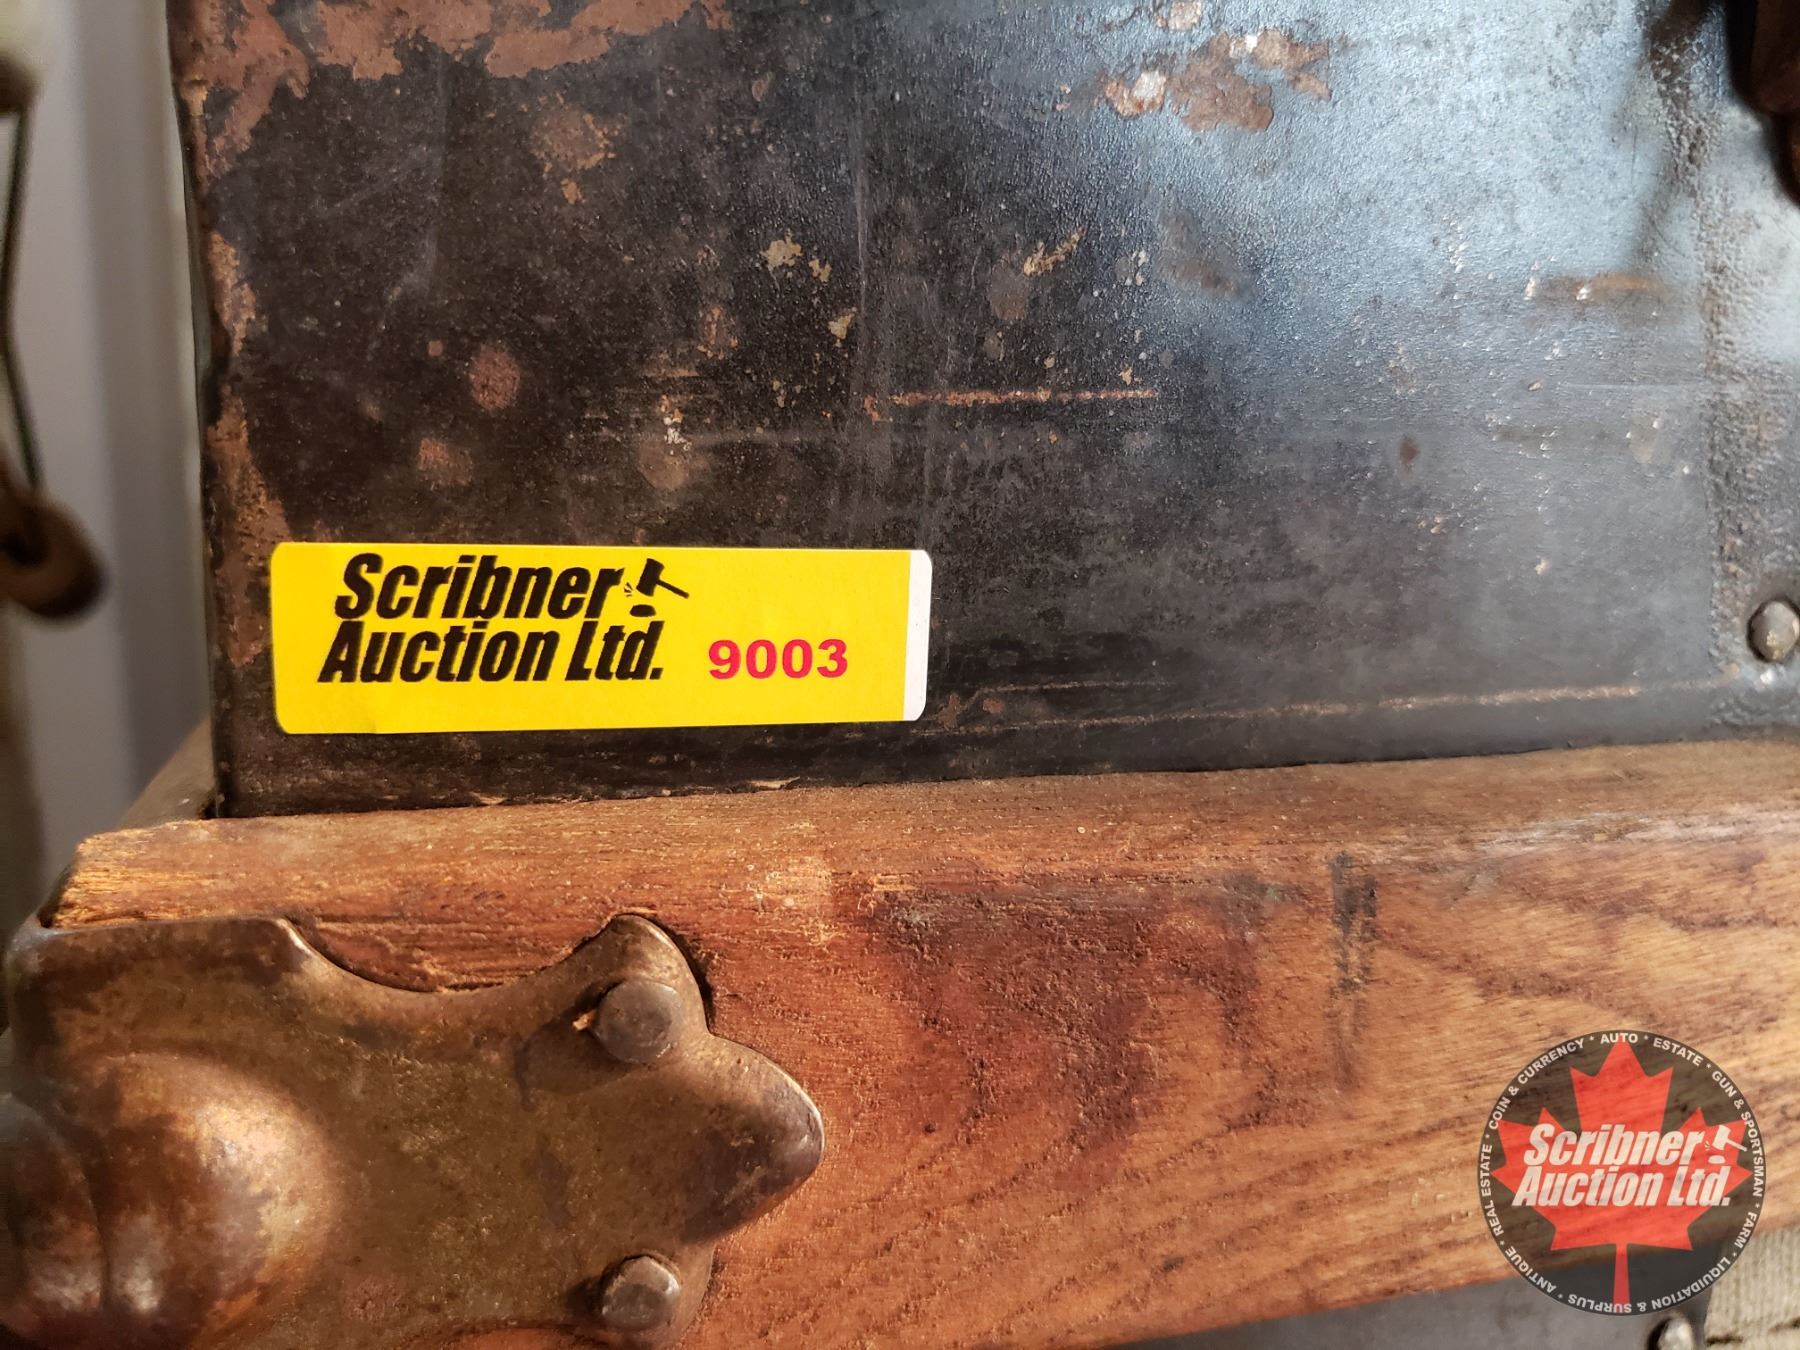 Scribner
Auction Ltd.
9003
REAL ESTATE * COIN & CURRENCY * AUTO * ESTATE * GUN & SPORTSMAN * FARM * LIQUIDATION & SURPLUS * ANTIQUE *
Scribner
Auction Ltd.